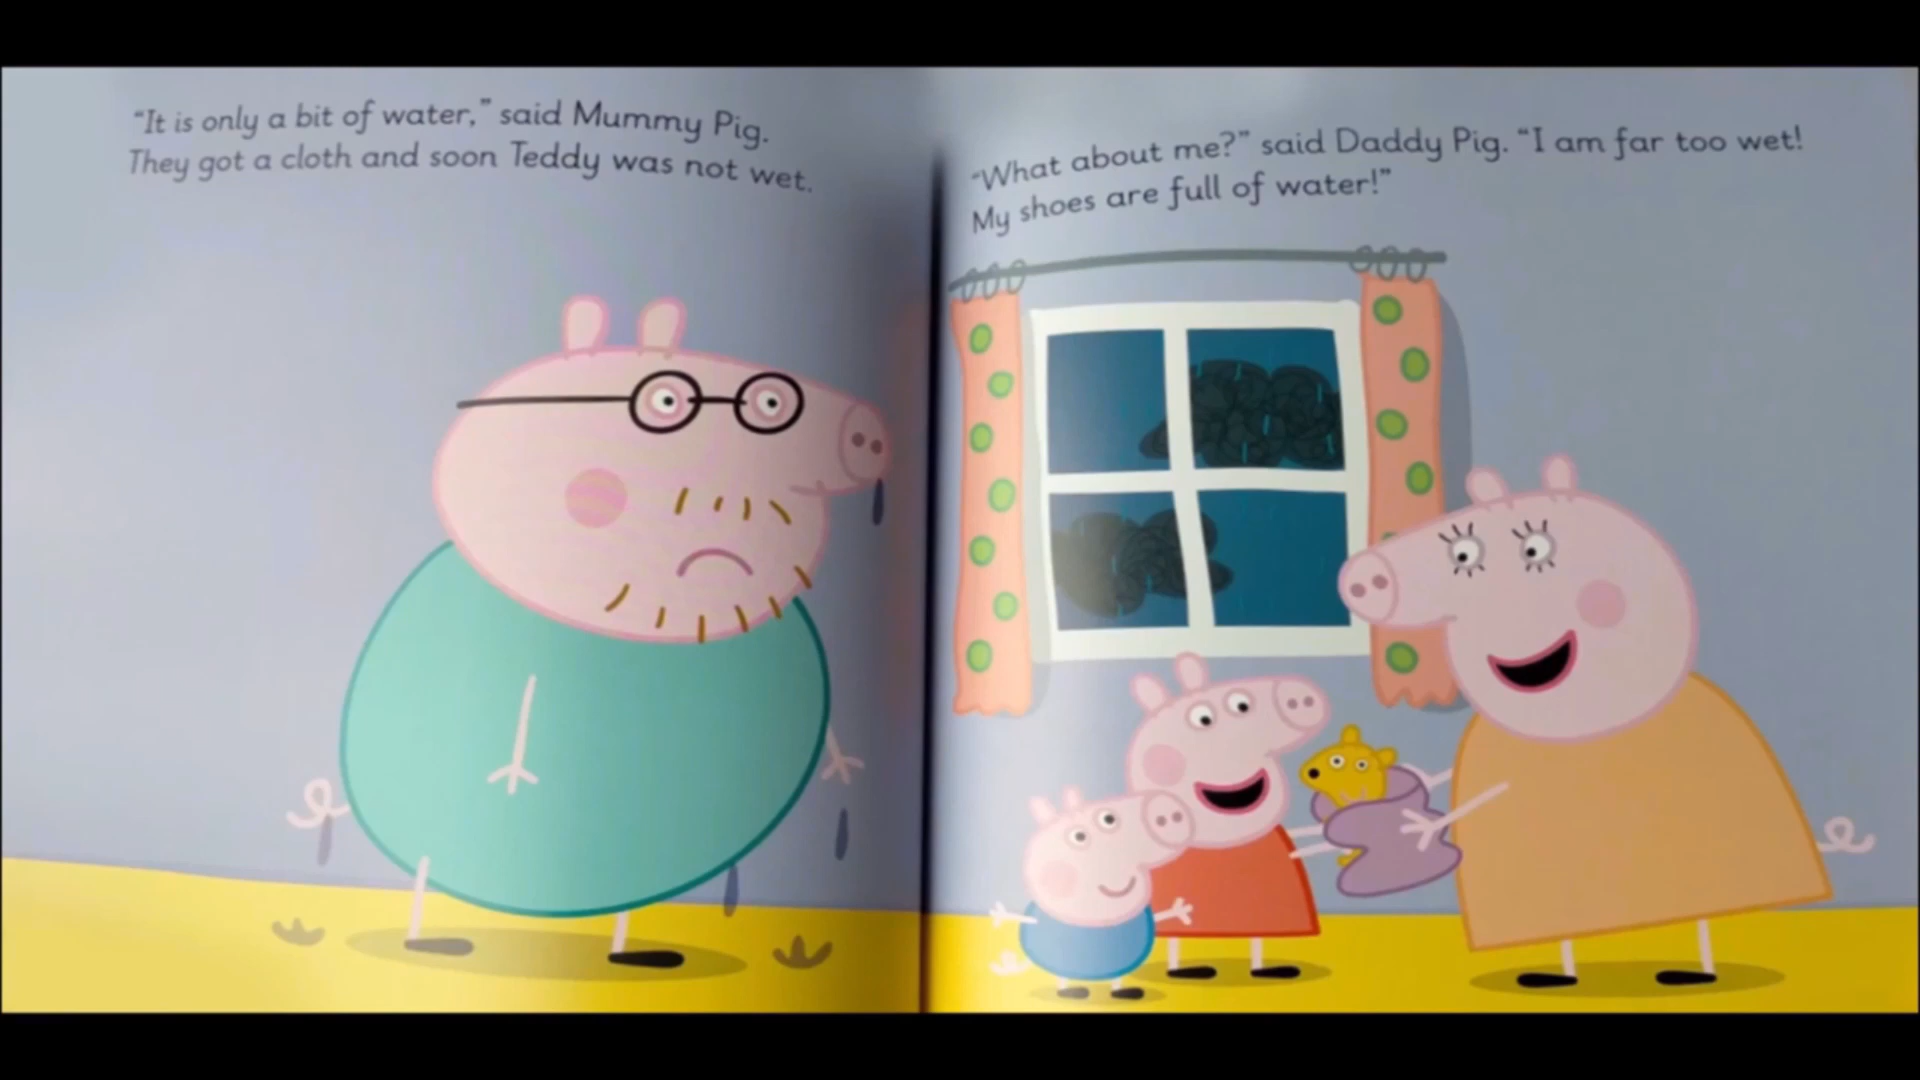 “It is only a bit of water,” said Mummy Pig.
They got a cloth and soon Teddy was not wet.
“What about me?” said Daddy Pig. “I am far too wet!
My shoes are full of water!”